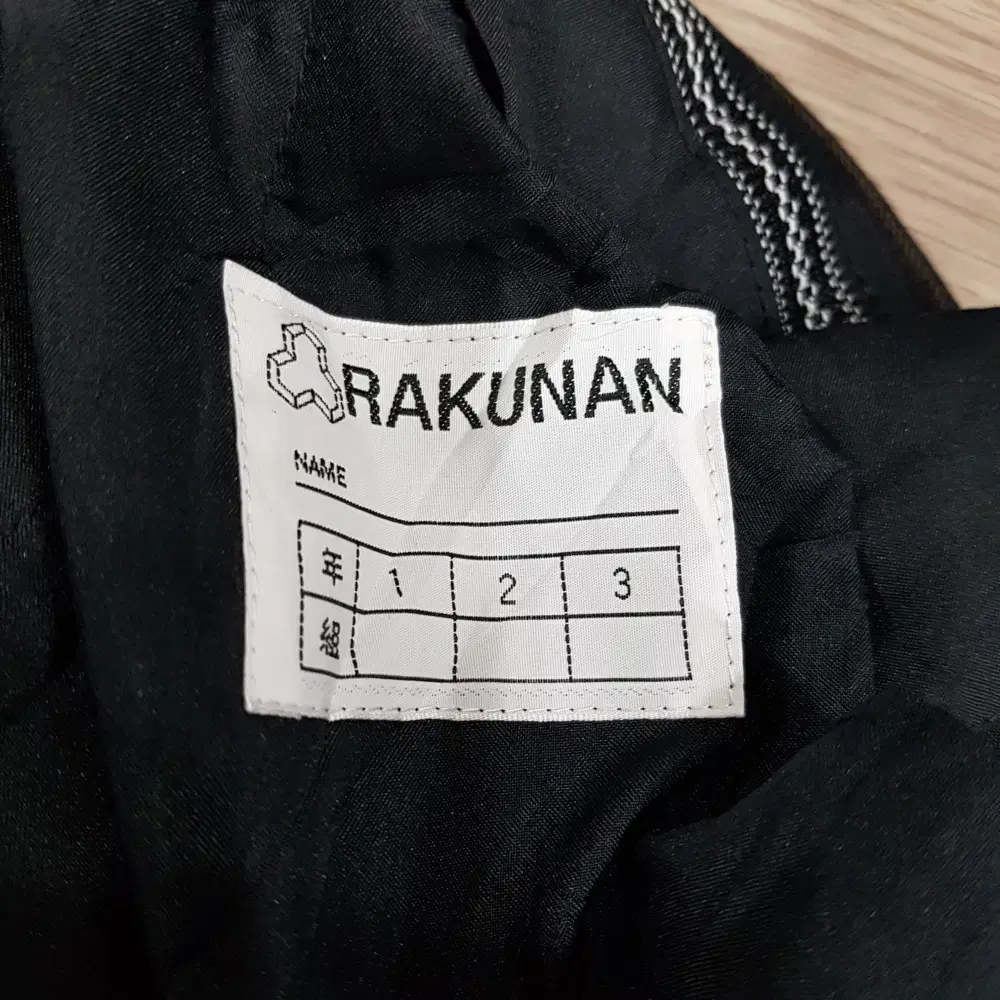 RAKUNAN
NAME
年 1 2 3
組